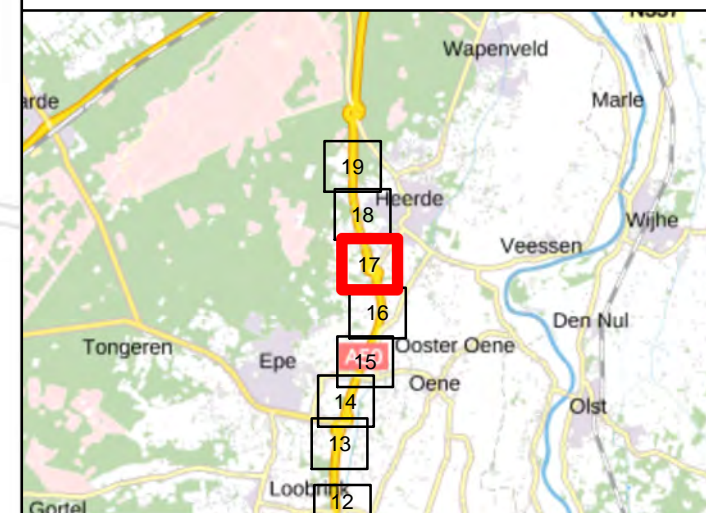 N337
Wapenveld
arde
Marle
19
Heerde
18
Wijhe
Veessen
17
16
Den Nul
Tongeren
Epe
A50
15
Ooster Oene
Oene
14
Olst
13
Loobrink
12
Gortel